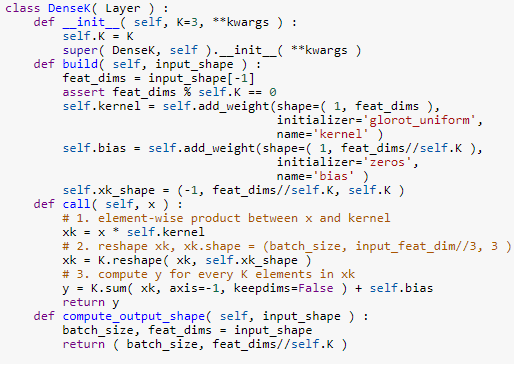 class DenseK( Layer ) :
    def __init__( self, K=3, **kwargs ) :
        self.K = K
        super( DenseK, self ).__init__( **kwargs )
    def build( self, input_shape ) :
        feat_dims = input_shape[-1]
        assert feat_dims % self.K == 0
        self.kernel = self.add_weight(shape=( 1, feat_dims ),
                                      initializer='glorot_uniform',
                                      name='kernel' )
        self.bias = self.add_weight(shape=( 1, feat_dims//self.K ),
                                      initializer='zeros',
                                      name='bias' )
        self.xk_shape = (-1, feat_dims//self.K, self.K )
    def call( self, x ) :
        # 1. element-wise product between x and kernel
        xk = x * self.kernel
        # 2. reshape xk, xk.shape = (batch_size, input_feat_dim//3, 3 )
        xk = K.reshape( xk, self.xk_shape )
        # 3. compute y for every K elements in xk
        y = K.sum( xk, axis=-1, keepdims=False ) + self.bias
        return y
    def compute_output_shape( self, input_shape ) :
        batch_size, feat_dims = input_shape
        return ( batch_size, feat_dims//self.K )